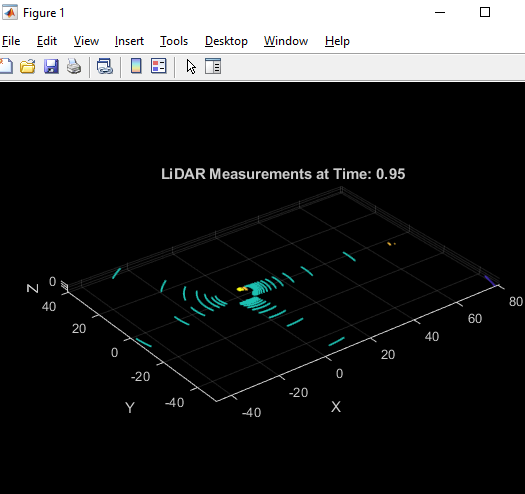 Figure 1
File Edit View Insert Tools Desktop Window Help
LiDAR Measurements at Time: 0.95
Z
0
40
20
0
-20
-40
Y
-40
-20
0
20
40
60
80
X